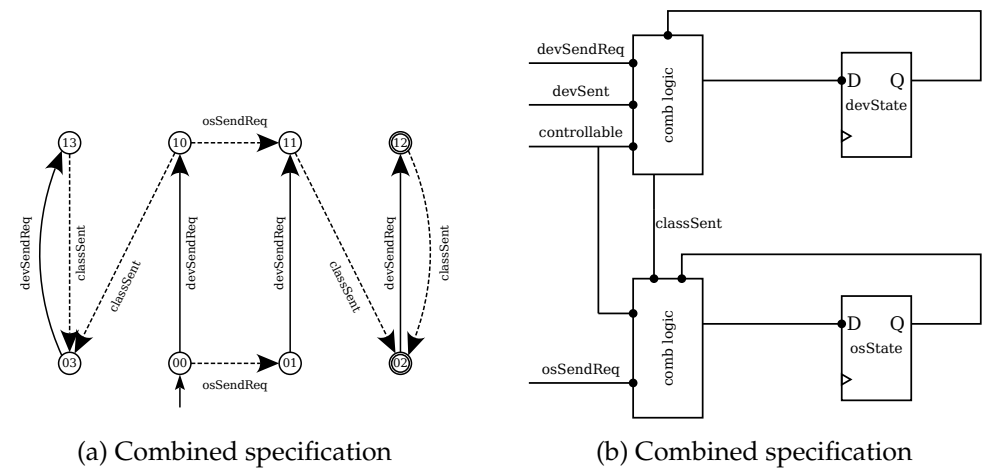 osSendReq
13
10
11
12
devSendReq
classSent
classSent
devSendReq
devSendReq
classSent
devSendReq
classSent
03
00
01
02
osSendReq
(a) Combined specification
devSendReq
devSent
controllable
comb logic
D Q
devState
classSent
comb logic
D Q
osState
osSendReq
(b) Combined specification